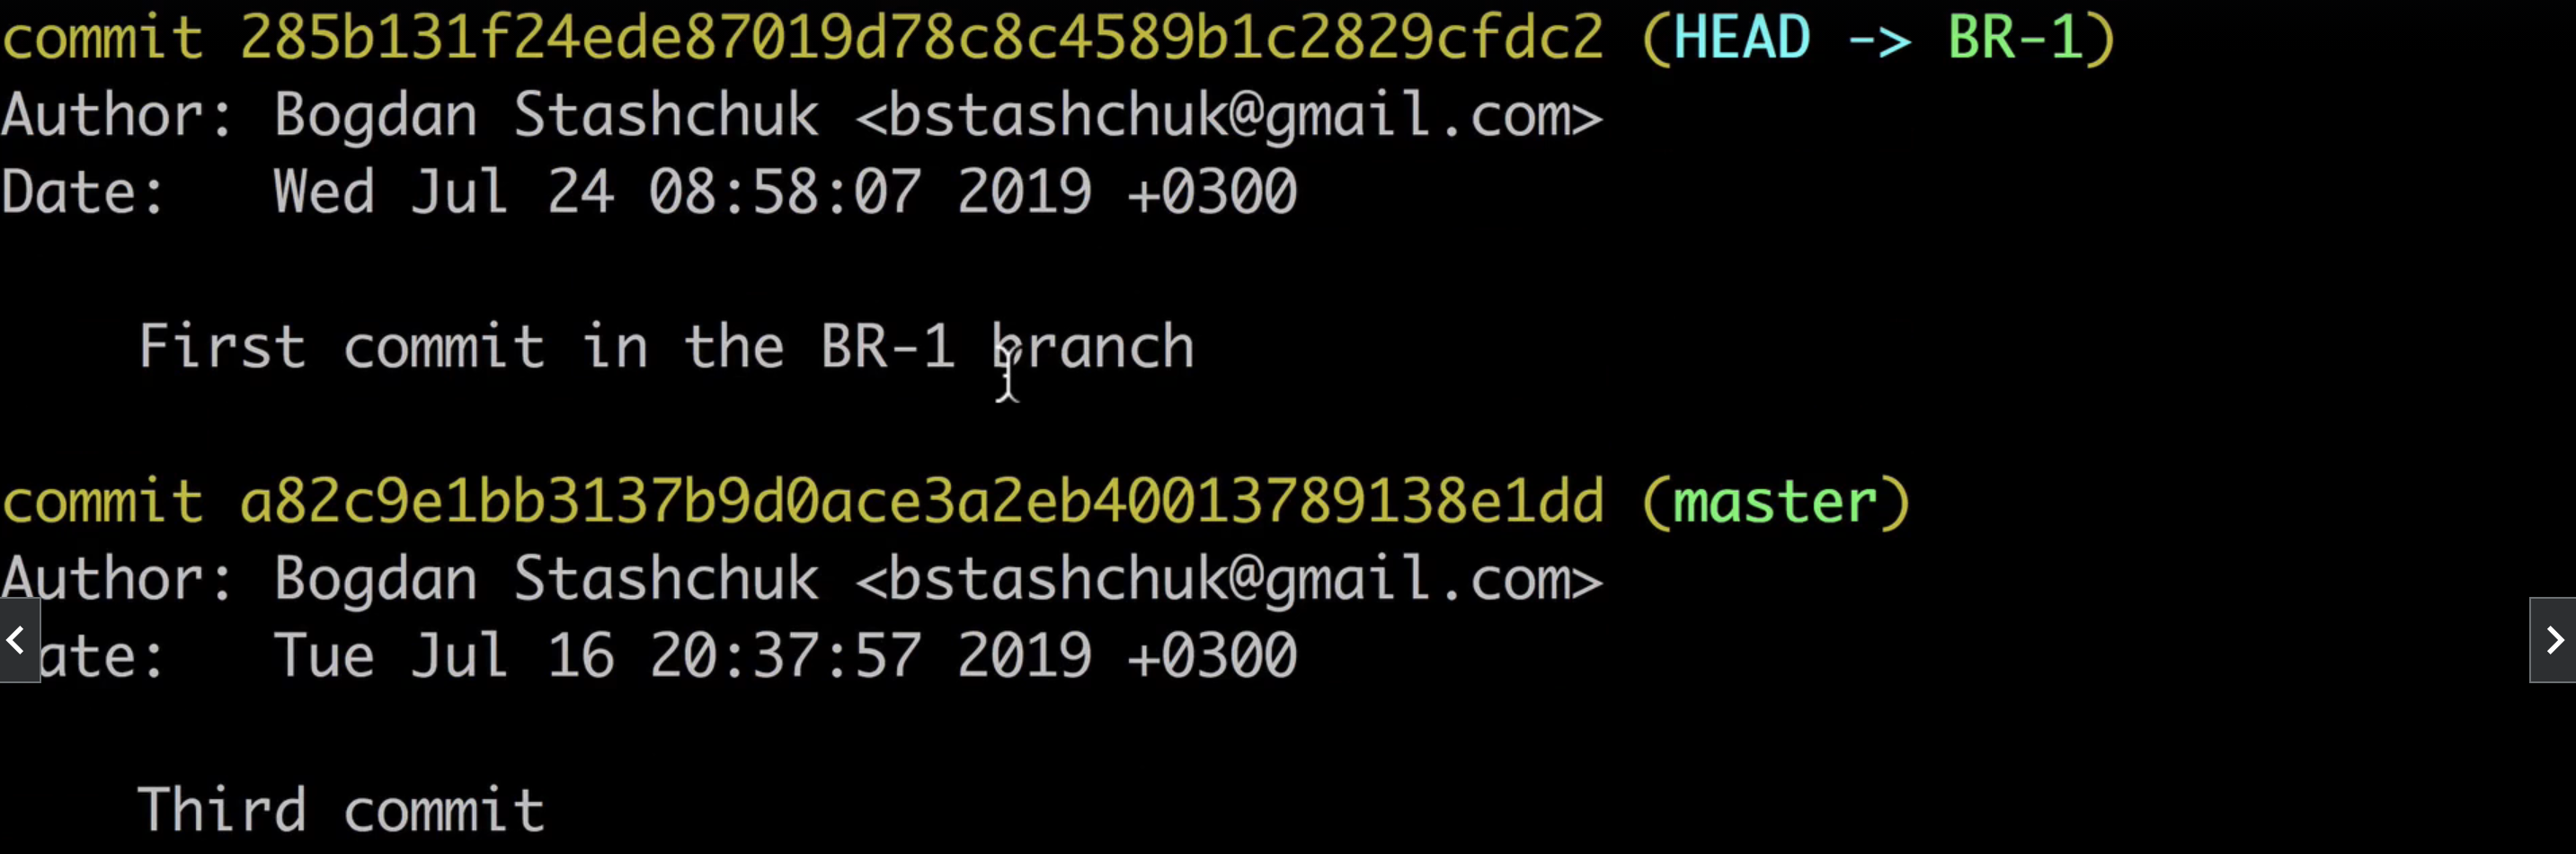 commit 285b131f24ede87019d78c8c4589b1c2829cfdc2 (HEAD -> BR-1)
Author: Bogdan Stashchuk <bstashchuk@gmail.com>
Date:   Wed Jul 24 08:58:07 2019 +0300
First commit in the BR-1 branch
commit a82c9e1bb3137b9d0ace3a2eb40013789138e1dd (master)
Author: Bogdan Stashchuk <bstashchuk@gmail.com>
ate:   Tue Jul 16 20:37:57 2019 +0300
Third commit